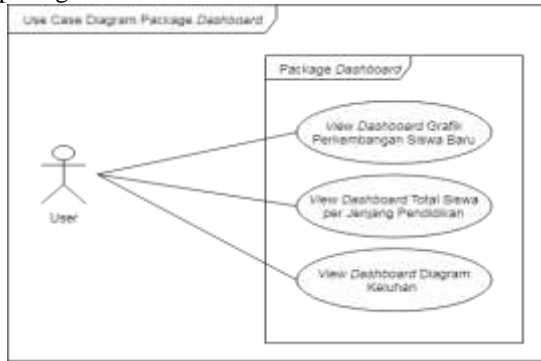 Use Case Diagram Package Dashboard
Package Dashboard
View Dashboard Grafik
Perkembangan Siswa Baru
View Dashboard Total Siswa
per Jenjang Pendidikan
View Dashboard Diagram
Keluhan
User